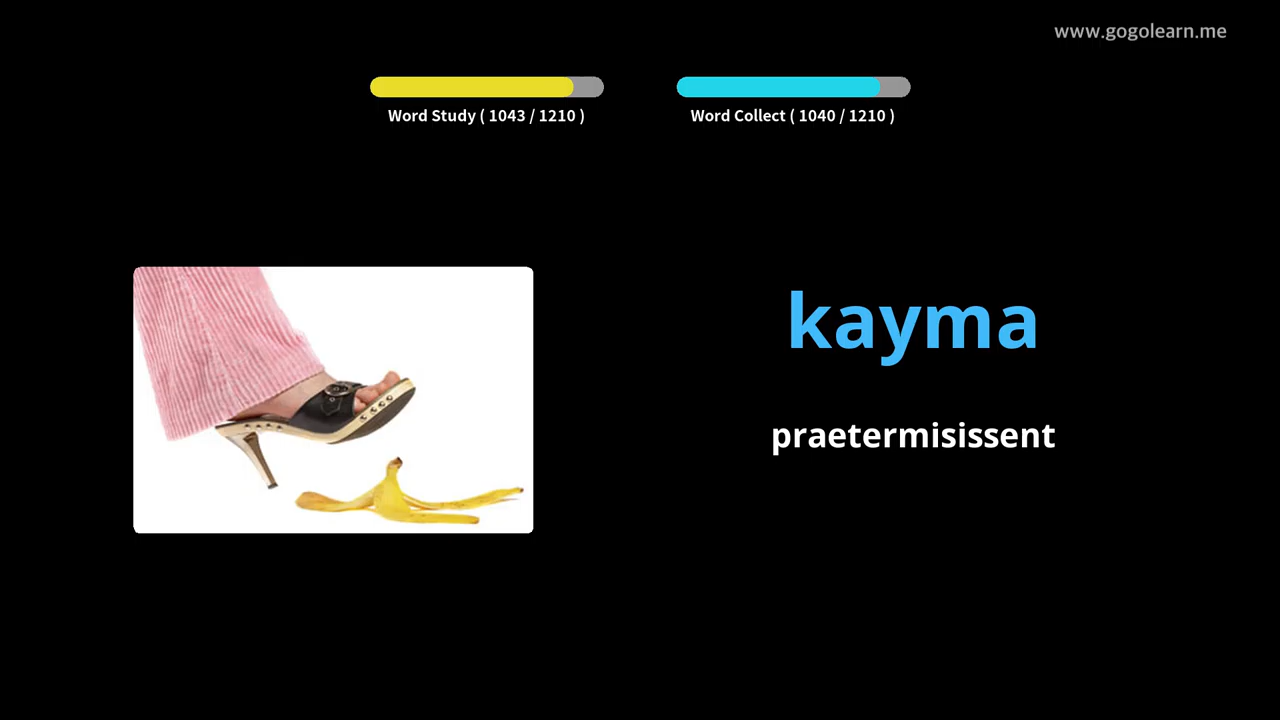 www.gogolearn.me
Word Study ( 1043 / 1210 )
Word Collect ( 1040 / 1210 )
kayma
praetermisissent